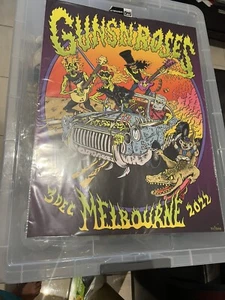 GUNS N' ROSES
3 DEC MELBOURNE 2022